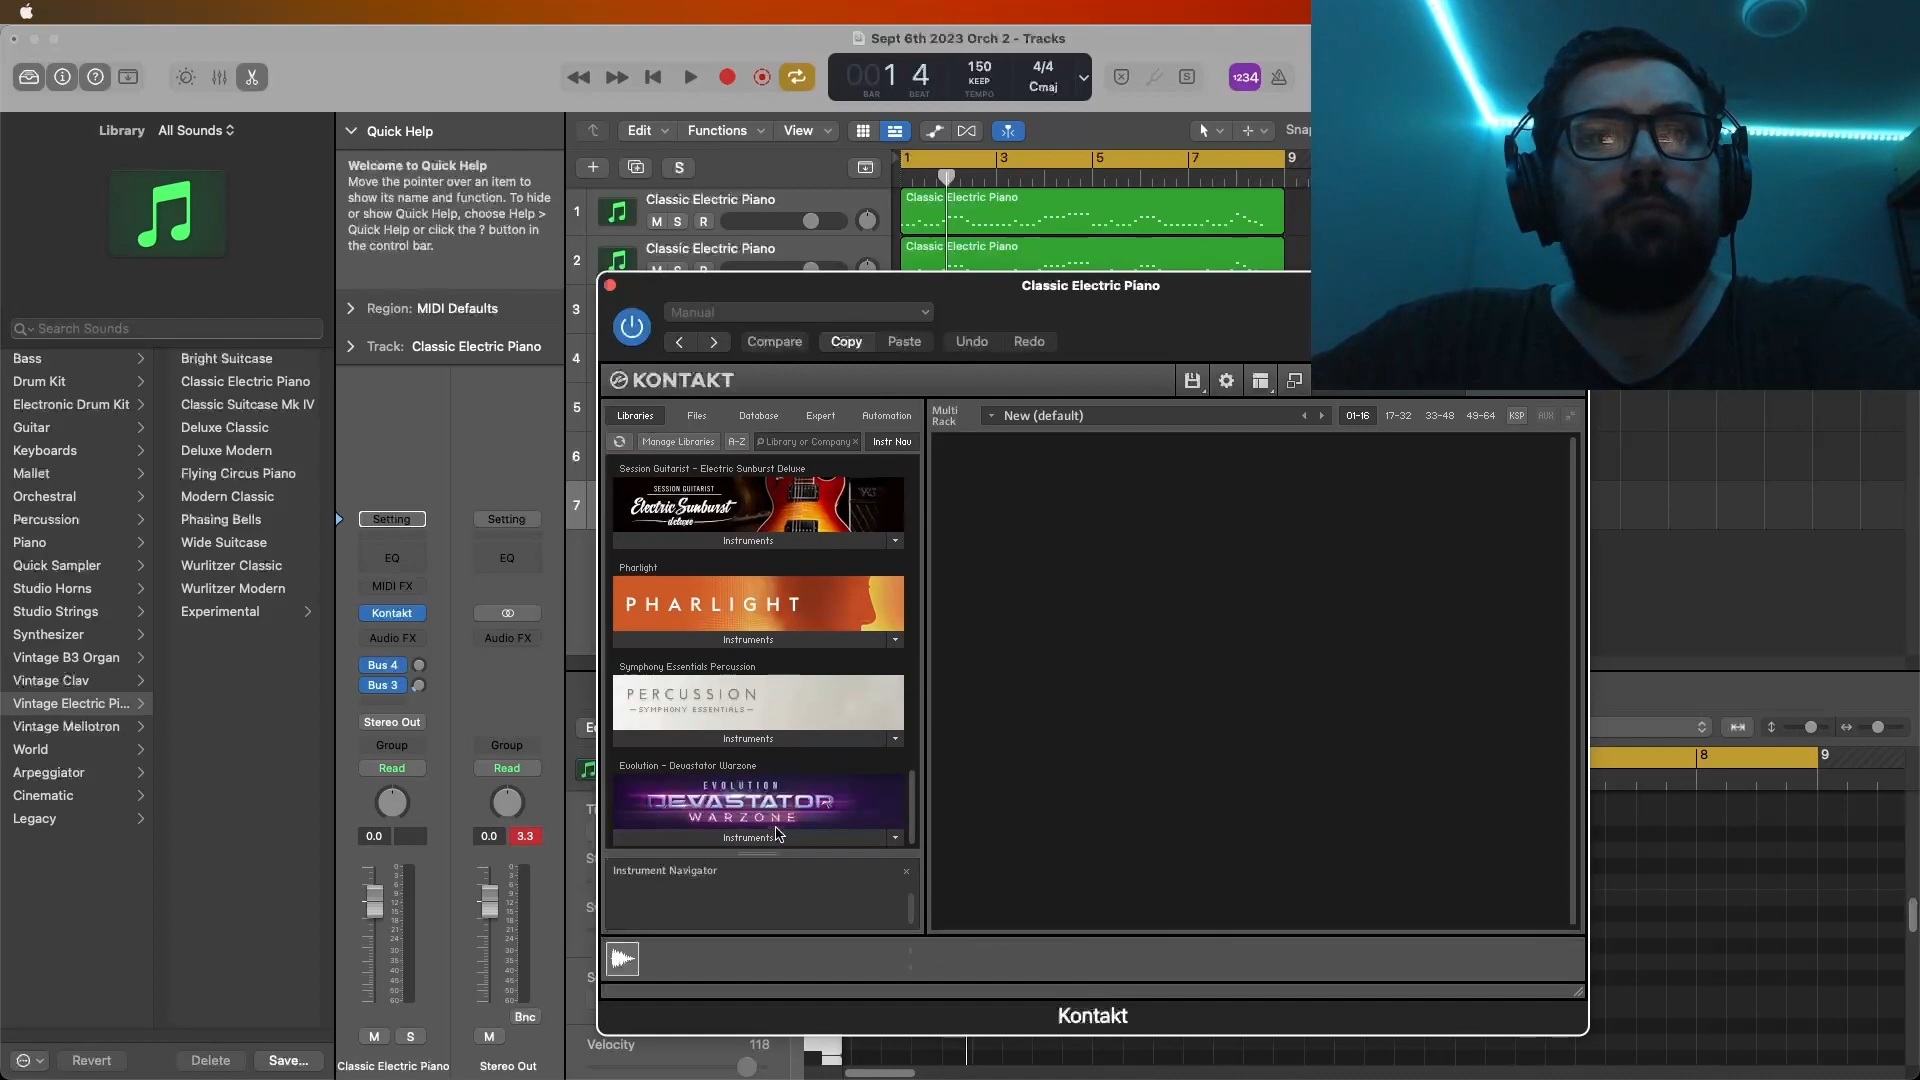 Sept 6th 2023 Orch 2 - Tracks
001 4
BAR BEAT
150
KEEP
TEMPO
4/4
Cmaj
S
1234
Library All Sounds
Search Sounds
Bass
Drum Kit
Electronic Drum Kit
Guitar
Keyboards
Mallet
Orchestral
Percussion
Piano
Quick Sampler
Studio Horns
Studio Strings
Synthesizer
Vintage B3 Organ
Vintage Clav
Vintage Electric Pi...
Vintage Mellotron
World
Arpeggiator
Cinematic
Legacy
Bright Suitcase
Classic Electric Piano
Classic Suitcase Mk IV
Deluxe Classic
Deluxe Modern
Flying Circus Piano
Modern Classic
Phasing Bells
Wide Suitcase
Wurlitzer Classic
Wurlitzer Modern
Experimental
Revert Delete Save...
Quick Help
Welcome to Quick Help
Move the pointer over an item to
show its name and function. To hide
or show Quick Help, choose Help >
Quick Help or click the ? button in
the control bar.
Region: MIDI Defaults
Track: Classic Electric Piano
Setting Setting
EQ EQ
MIDI FX
Kontakt
Audio FX Audio FX
Bus 4
Bus 3
Stereo Out
Group Group
Read Read
0.0 0.0 3.3
Bnc
M S M
Classic Electric Piano Stereo Out
Edit Functions View
Snap
S
1 3 5 7 9
1 Classic Electric Piano
M S R
Classic Electric Piano
2 Classic Electric Piano
M S R
Classic Electric Piano
3
4
5
6
7
Classic Electric Piano
Manual
Compare Copy Paste Undo Redo
KONTAKT
Libraries Files Database Expert Automation
Manage Libraries A-Z Library or Company Instr Nav
Session Guitarist - Electric Sunburst Deluxe
SESSION GUITARIST
Electric Sunburst
deluxe
Instruments
Pharlight
PHARLIGHT
Instruments
Symphony Essentials Percussion
PERCUSSION
SYMPHONY ESSENTIALS
Instruments
Evolution - Devastator Warzone
EVOLUTION
DEVASTATOR
WARZONE
Instruments
Instrument Navigator
Multi
Rack
New (default)
01-16 17-32 33-48 49-64 KSP AUX
Kontakt
8 9
Velocity 118